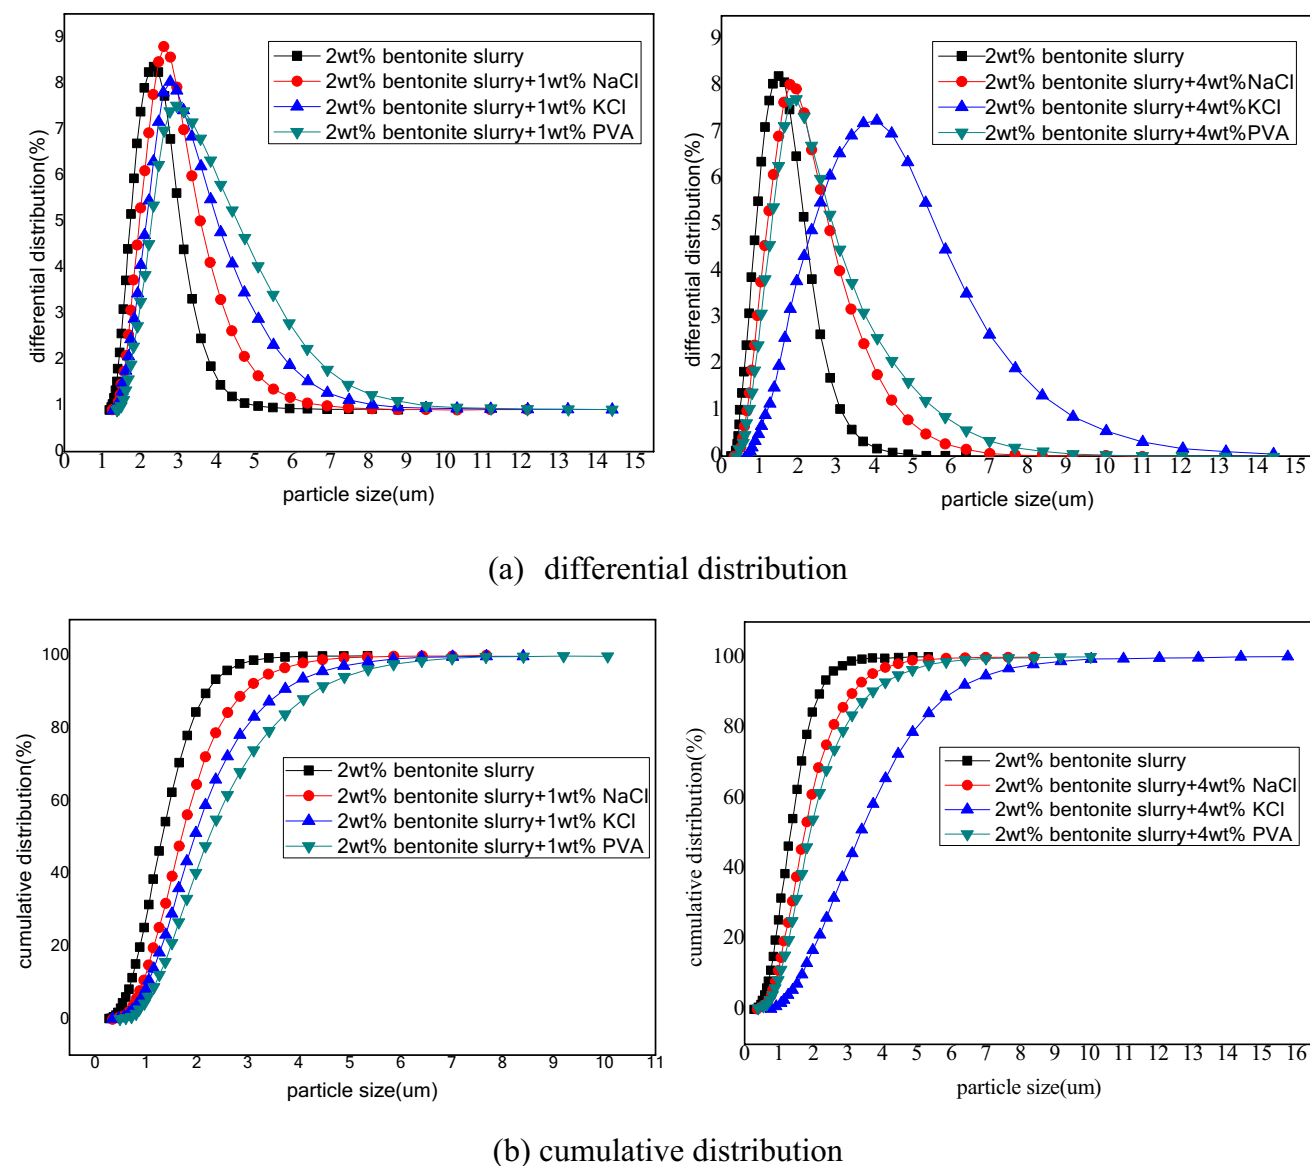 differential distribution(%)
9
8
7
6
5
4
3
2
1
0
2wt% bentonite slurry
2wt% bentonite slurry+1wt% NaCl
2wt% bentonite slurry+1wt% KCl
2wt% bentonite slurry+1wt% PVA
0 1 2 3 4 5 6 7 8 9 10 11 12 13 14 15
particle size(um)
differential distribution(%)
9
8
7
6
5
4
3
2
1
0
2wt% bentonite slurry
2wt% bentonite slurry+4wt%NaCl
2wt% bentonite slurry+4wt%KCl
2wt% bentonite slurry+4wt%PVA
0 1 2 3 4 5 6 7 8 9 10 11 12 13 14 15
particle size(um)
(a) differential distribution
cumulative distribution(%)
100
80
60
40
20
0
2wt% bentonite slurry
2wt% bentonite slurry+1wt% NaCl
2wt% bentonite slurry+1wt% KCl
2wt% bentonite slurry+1wt% PVA
0 1 2 3 4 5 6 7 8 9 10 11
particle size(um)
cumulative distribution(%)
100
80
60
40
20
0
2wt% bentonite slurry
2wt% bentonite slurry+4wt% NaCl
2wt% bentonite slurry+4wt% KCl
2wt% bentonite slurry+4wt% PVA
0 1 2 3 4 5 6 7 8 9 10 11 12 13 14 15 16
particle size(um)
(b) cumulative distribution